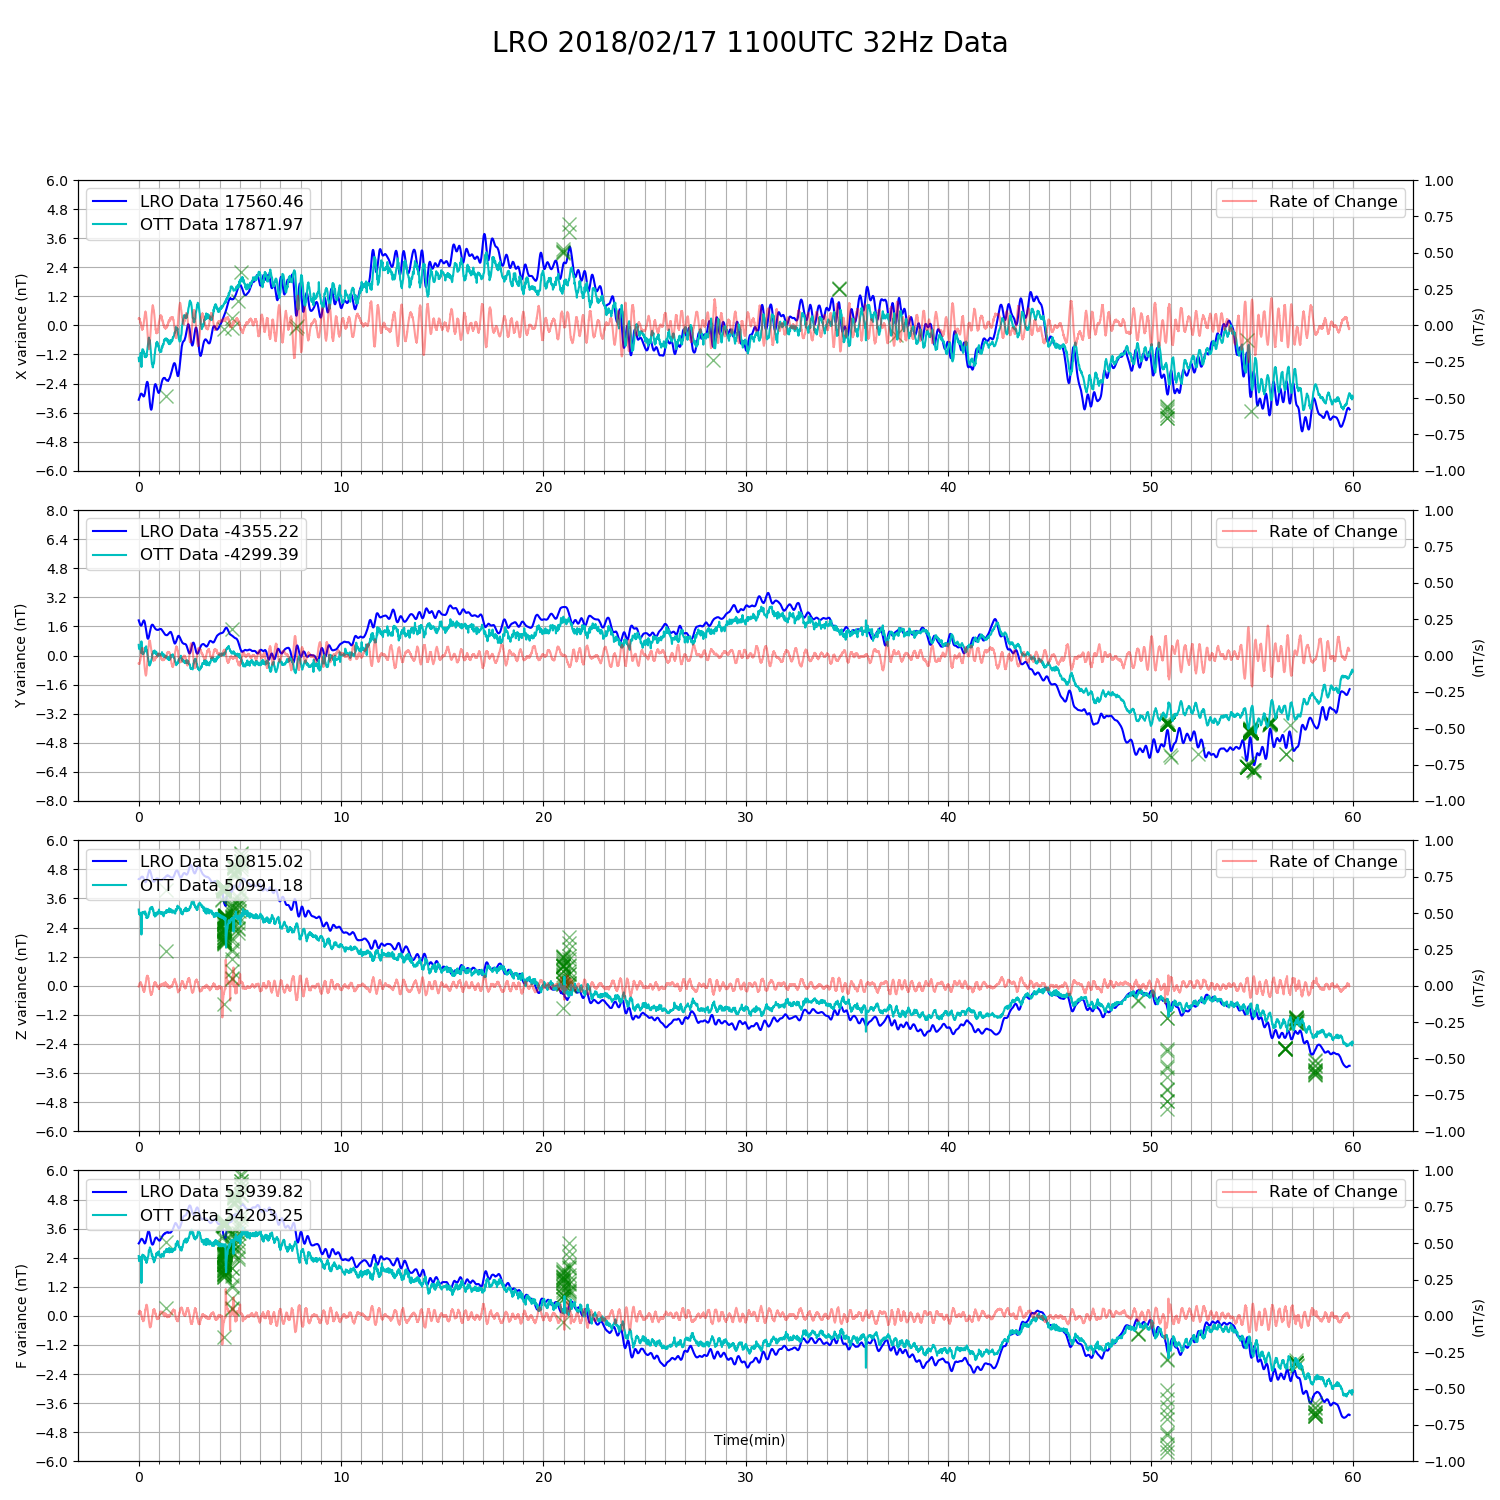 LRO 2018/02/17 1100UTC 32Hz Data
LRO Data 17560.46
OTT Data 17871.97
Rate of Change
X variance (nT)
(nT/s)
6.0 4.8 3.6 2.4 1.2 0.0 −1.2 −2.4 −3.6 −4.8 −6.0
1.00 0.75 0.50 0.25 0.00 −0.25 −0.50 −0.75 −1.00
0 10 20 30 40 50 60
LRO Data -4355.22
OTT Data -4299.39
Rate of Change
Y variance (nT)
(nT/s)
8.0 6.4 4.8 3.2 1.6 0.0 −1.6 −3.2 −4.8 −6.4 −8.0
1.00 0.75 0.50 0.25 0.00 −0.25 −0.50 −0.75 −1.00
0 10 20 30 40 50 60
LRO Data 50815.02
OTT Data 50991.18
Rate of Change
Z variance (nT)
(nT/s)
6.0 4.8 3.6 2.4 1.2 0.0 −1.2 −2.4 −3.6 −4.8 −6.0
1.00 0.75 0.50 0.25 0.00 −0.25 −0.50 −0.75 −1.00
0 10 20 30 40 50 60
LRO Data 53939.82
OTT Data 54203.25
Rate of Change
F variance (nT)
(nT/s)
6.0 4.8 3.6 2.4 1.2 0.0 −1.2 −2.4 −3.6 −4.8 −6.0
1.00 0.75 0.50 0.25 0.00 −0.25 −0.50 −0.75 −1.00
Time(min)
0 10 20 30 40 50 60